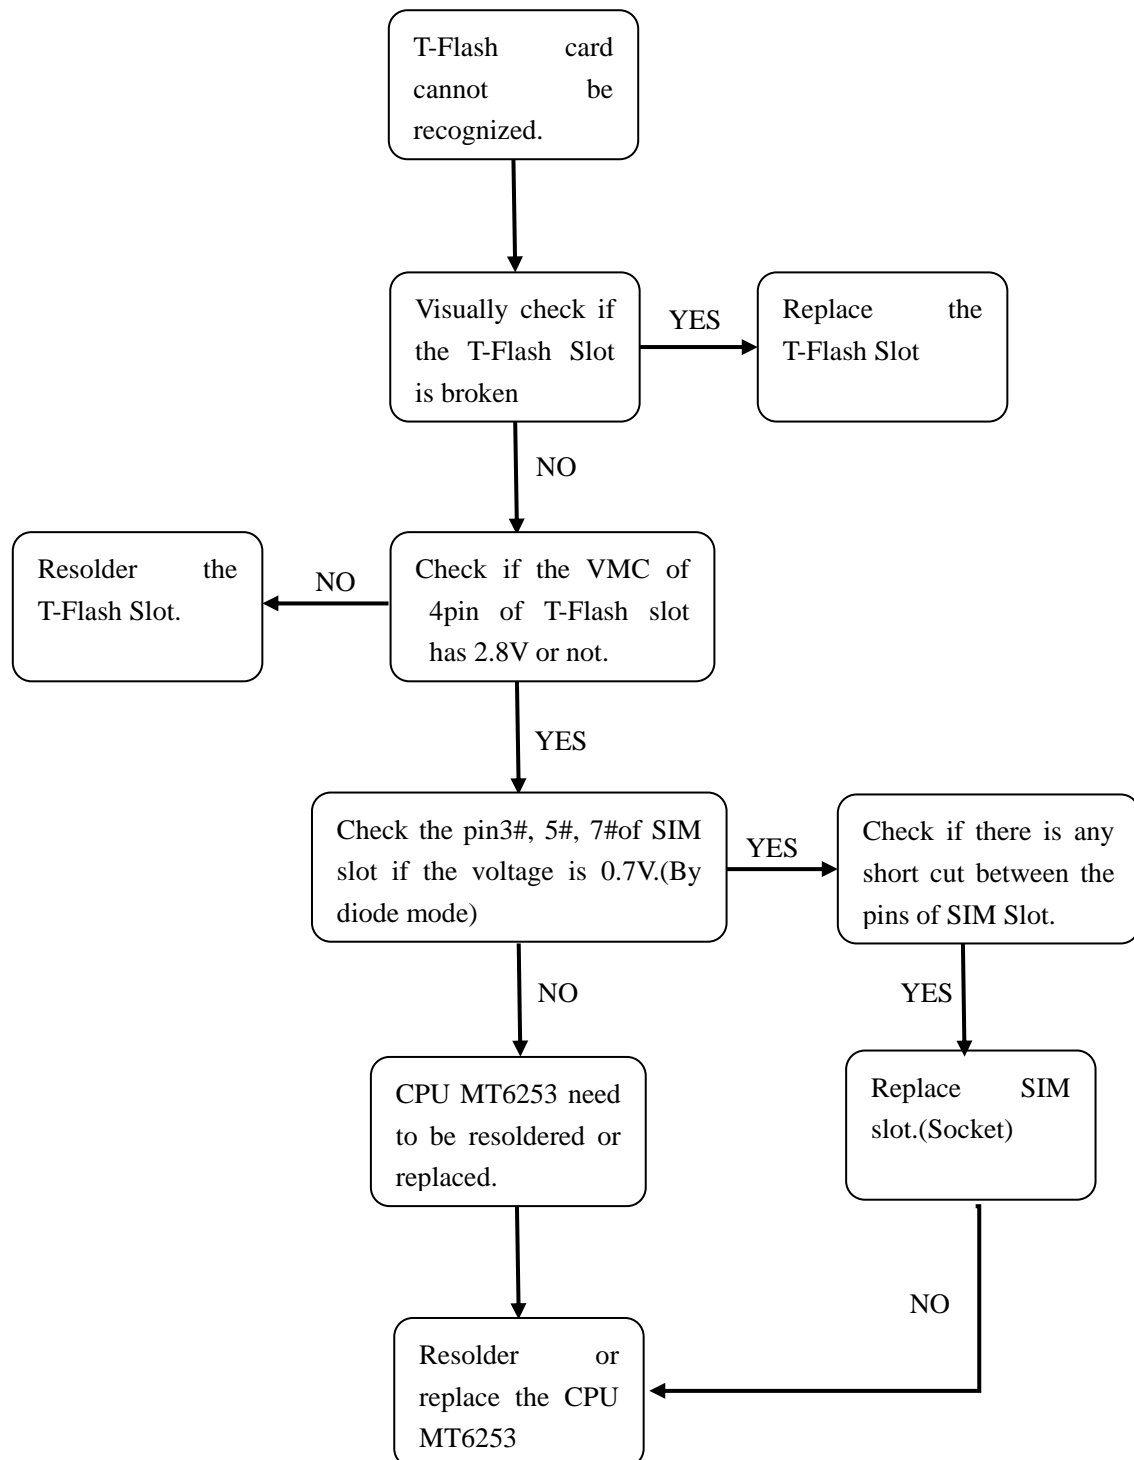 T-Flash card
cannot be
recognized.
Visually check if
the T-Flash Slot
is broken
YES
Replace the
T-Flash Slot
NO
Resolder the
T-Flash Slot.
NO
Check if the VMC of
4pin of T-Flash slot
has 2.8V or not.
YES
Check the pin3#, 5#, 7#of SIM
slot if the voltage is 0.7V.(By
diode mode)
YES
Check if there is any
short cut between the
pins of SIM Slot.
NO
YES
CPU MT6253 need
to be resoldered or
replaced.
Replace SIM
slot.(Socket)
NO
Resolder or
replace the CPU
MT6253